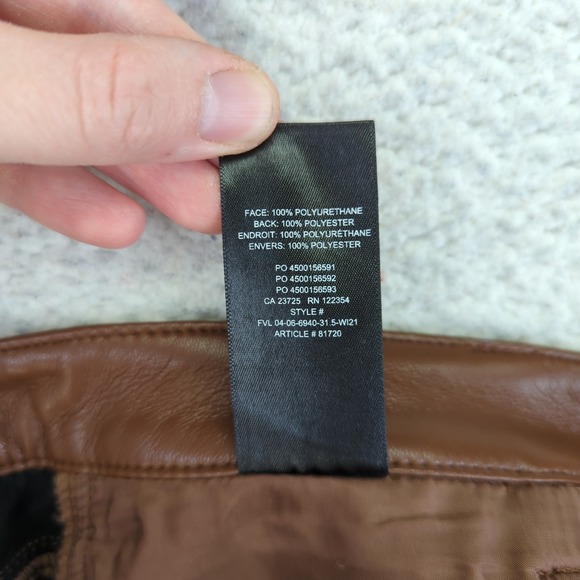 FACE: 100% POLYURETHANE
BACK: 100% POLYESTER
ENDROIT: 100% POLYURÉTHANE
ENVERS: 100% POLYESTER
PO 4500156591
PO 4500156592
PO 4500156593
CA 23725 RN 122354
STYLE #
FVL 04-06-6940-31.5-WI21
ARTICLE # 81720